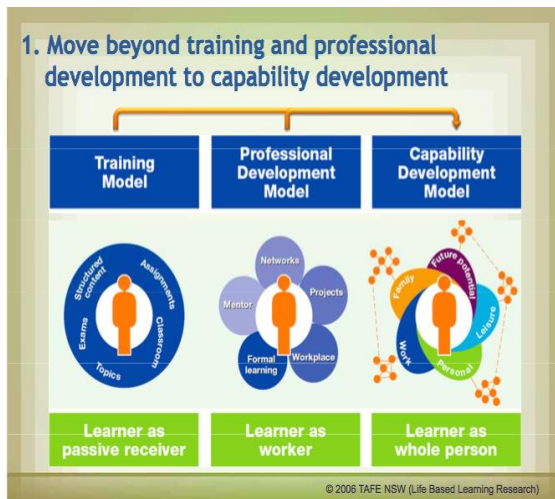 1. Move beyond training and professional
development to capability development
Training
Model
Professional
Development
Model
Capability
Development
Model
Structured
content
Assignments
Classroom
Topics
Exams
Networks
Projects
Workplace
Formal
learning
Mentor
Future potential
Leisure
Personal
Work
Family
Learner as
passive receiver
Learner as
worker
Learner as
whole person
© 2006 TAFE NSW (Life Based Learning Research)